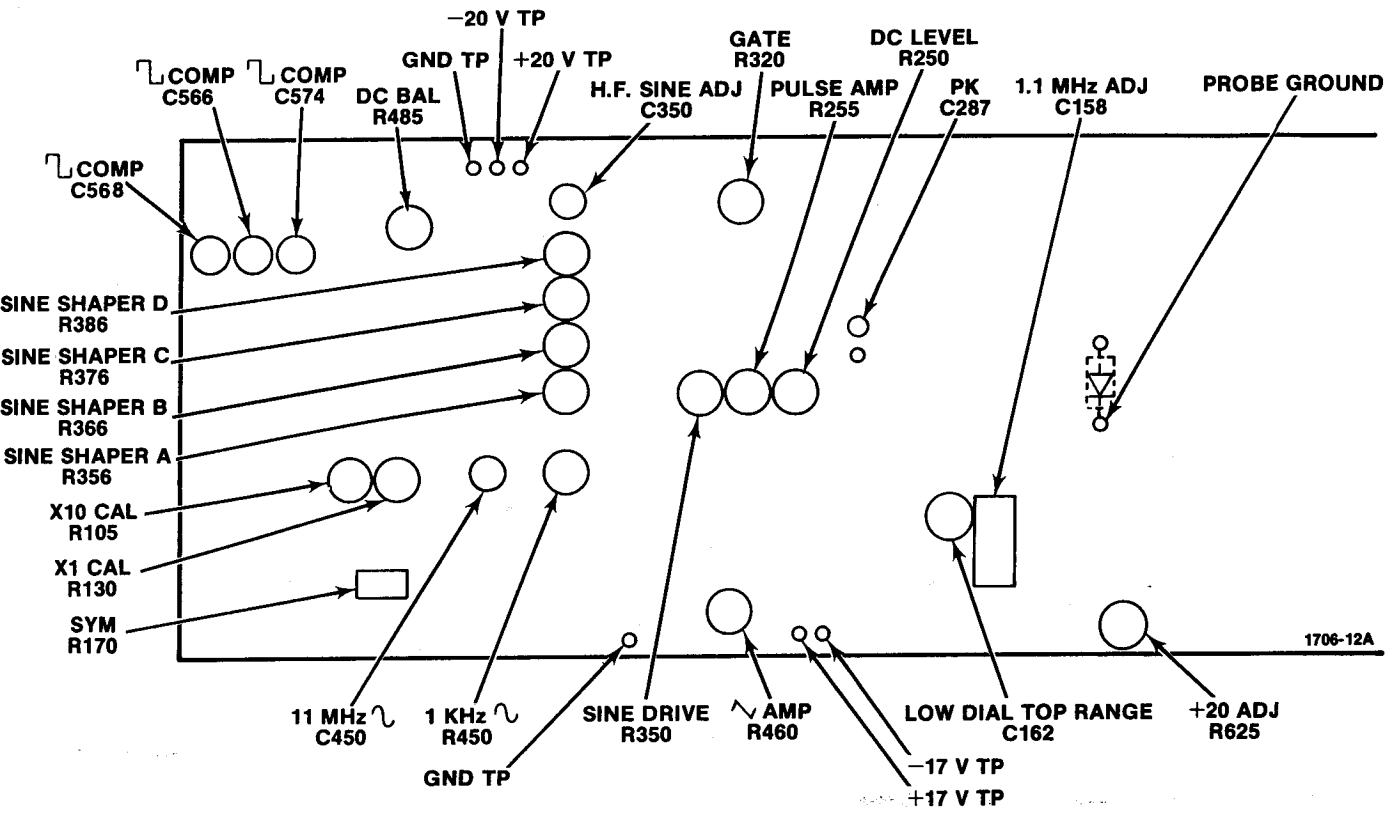 −20 V TP
GND TP
+20 V TP
GATE
R320
DC LEVEL
R250
COMP
C566
COMP
C574
DC BAL
R485
H.F. SINE ADJ
C350
PULSE AMP
R255
PK
C287
1.1 MHz ADJ
C158
PROBE GROUND
COMP
C568
SINE SHAPER D
R386
SINE SHAPER C
R376
SINE SHAPER B
R366
SINE SHAPER A
R356
X10 CAL
R105
X1 CAL
R130
SYM
R170
1706-12A
11 MHz
C450
1 KHz
R450
GND TP
SINE DRIVE
R350
AMP
R460
LOW DIAL TOP RANGE
C162
+20 ADJ
R625
−17 V TP
+17 V TP